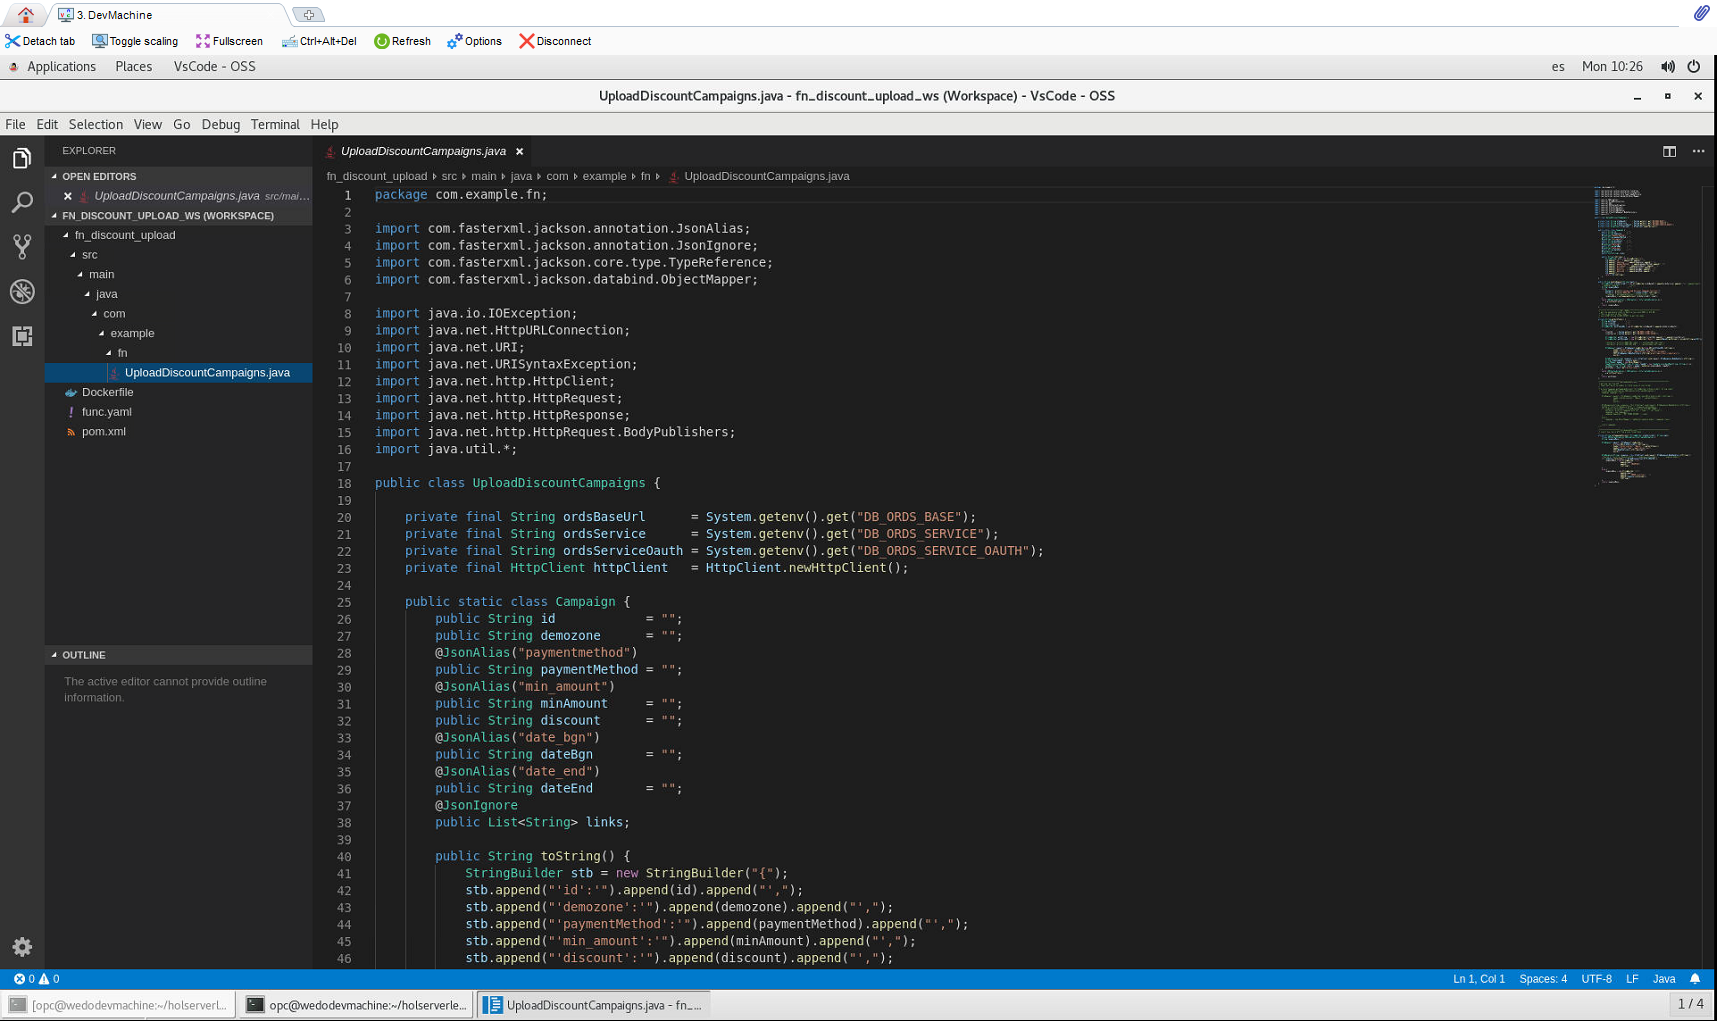 3. DevMachine
Detach tab Toggle scaling Fullscreen Ctrl+Alt+Del Refresh Options Disconnect
Applications Places VsCode - OSS es Mon 10:26
UploadDiscountCampaigns.java - fn_discount_upload_ws (Workspace) - VsCode - OSS
File Edit Selection View Go Debug Terminal Help
EXPLORER
OPEN EDITORS
UploadDiscountCampaigns.java src/mai...
FN_DISCOUNT_UPLOAD_WS (WORKSPACE)
fn_discount_upload
src
main
java
com
example
fn
UploadDiscountCampaigns.java
Dockerfile
! func.yaml
pom.xml
OUTLINE
The active editor cannot provide outline
information.
UploadDiscountCampaigns.java
fn_discount_upload src main java com example fn UploadDiscountCampaigns.java
1 package com.example.fn;
2
3 import com.fasterxml.jackson.annotation.JsonAlias;
4 import com.fasterxml.jackson.annotation.JsonIgnore;
5 import com.fasterxml.jackson.core.type.TypeReference;
6 import com.fasterxml.jackson.databind.ObjectMapper;
7
8 import java.io.IOException;
9 import java.net.HttpURLConnection;
10 import java.net.URI;
11 import java.net.URISyntaxException;
12 import java.net.http.HttpClient;
13 import java.net.http.HttpRequest;
14 import java.net.http.HttpResponse;
15 import java.net.http.HttpRequest.BodyPublishers;
16 import java.util.*;
17
18 public class UploadDiscountCampaigns {
19
20 private final String ordsBaseUrl = System.getenv().get("DB_ORDS_BASE");
21 private final String ordsService = System.getenv().get("DB_ORDS_SERVICE");
22 private final String ordsServiceOauth = System.getenv().get("DB_ORDS_SERVICE_OAUTH");
23 private final HttpClient httpClient = HttpClient.newHttpClient();
24
25 public static class Campaign {
26 public String id = "";
27 public String demozone = "";
28 @JsonAlias("paymentmethod")
29 public String paymentMethod = "";
30 @JsonAlias("min_amount")
31 public String minAmount = "";
32 public String discount = "";
33 @JsonAlias("date_bgn")
34 public String dateBgn = "";
35 @JsonAlias("date_end")
36 public String dateEnd = "";
37 @JsonIgnore
38 public List<String> links;
39
40 public String toString() {
41 StringBuilder stb = new StringBuilder("{");
42 stb.append("'id':'").append(id).append("',");
43 stb.append("'demozone':'").append(demozone).append("',");
44 stb.append("'paymentMethod':'").append(paymentMethod).append("',");
45 stb.append("'min_amount':'").append(minAmount).append("',");
46 stb.append("'discount':'").append(discount).append("',");
0 0 Ln 1, Col 1 Spaces: 4 UTF-8 LF Java
[opc@wedodevmachine:~/holserverl... opc@wedodevmachine:~/holserverle... UploadDiscountCampaigns.java - fn_... 1 / 4